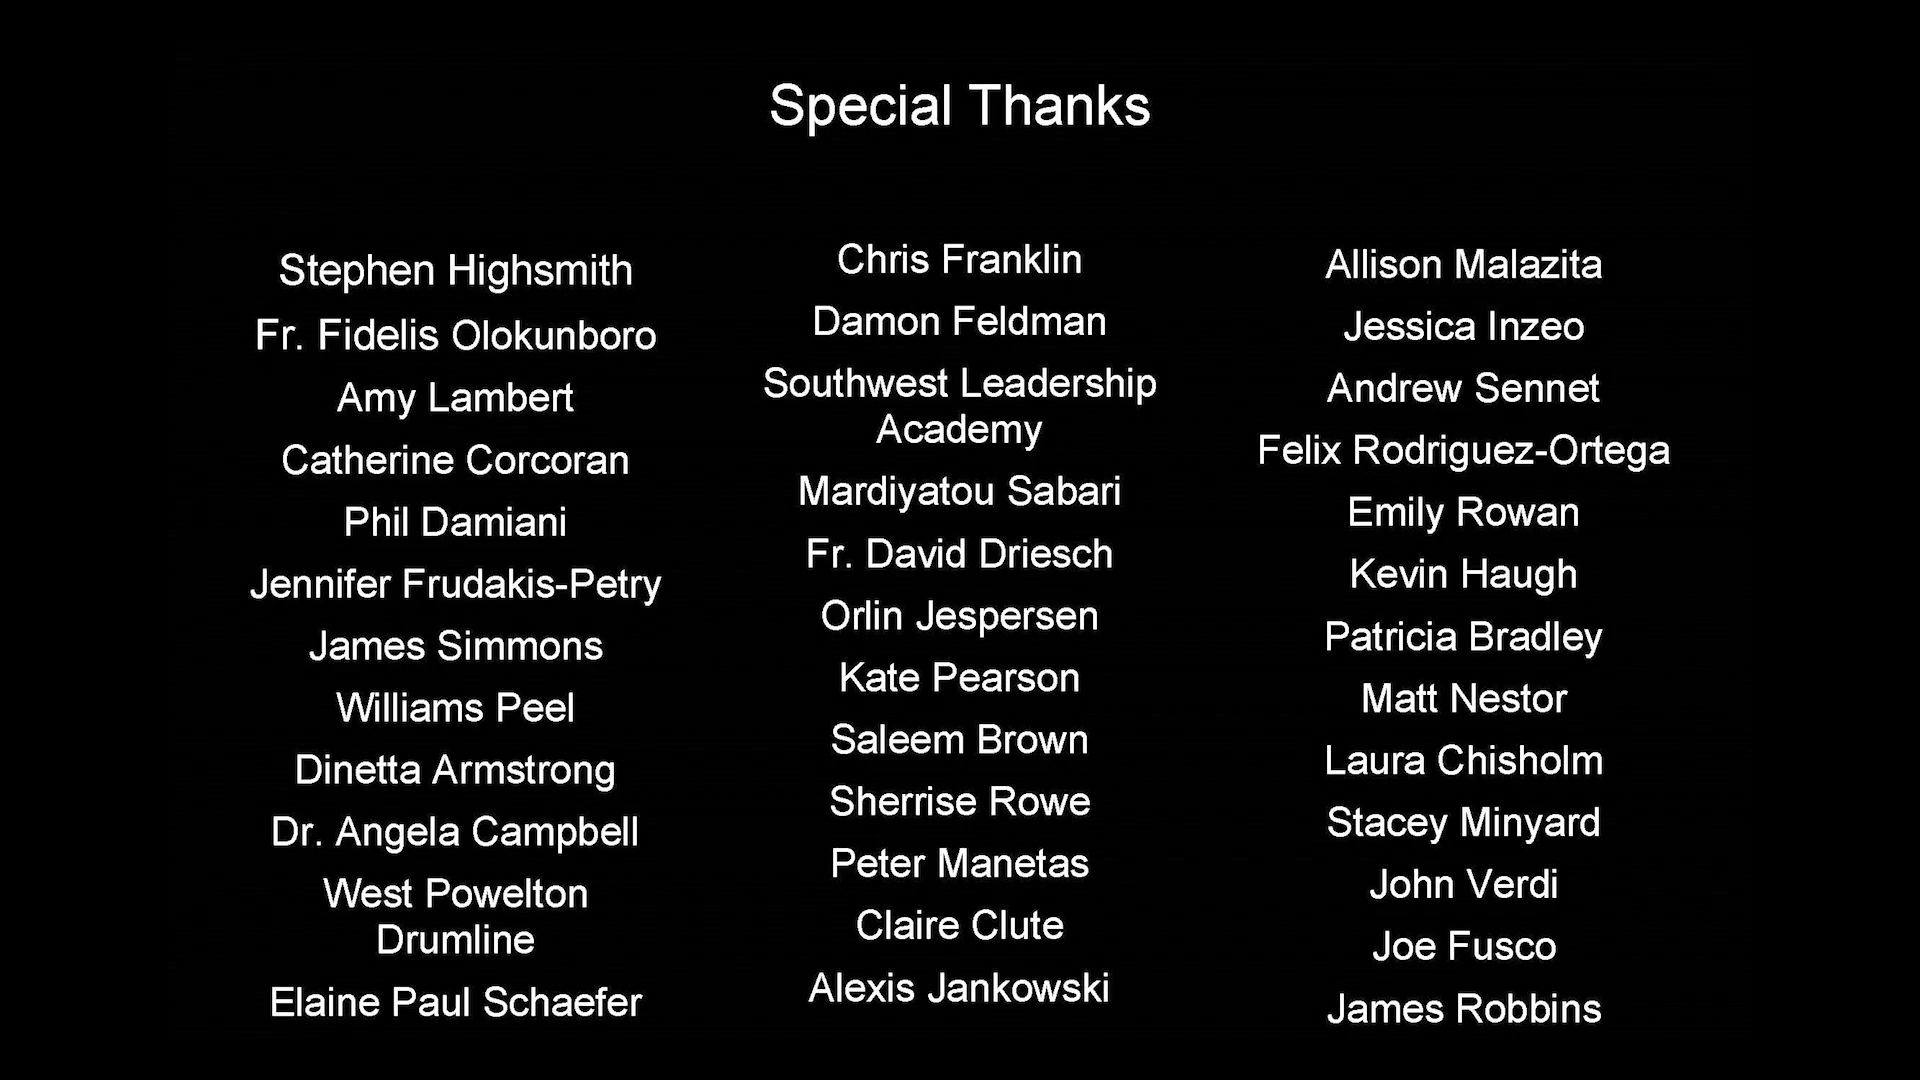 Special Thanks
Stephen Highsmith
Fr. Fidelis Olokunboro
Amy Lambert
Catherine Corcoran
Phil Damiani
Jennifer Frudakis-Petry
James Simmons
Williams Peel
Dinetta Armstrong
Dr. Angela Campbell
West Powelton
Drumline
Elaine Paul Schaefer
Chris Franklin
Damon Feldman
Southwest Leadership
Academy
Mardiyatou Sabari
Fr. David Driesch
Orlin Jespersen
Kate Pearson
Saleem Brown
Sherrise Rowe
Peter Manetas
Claire Clute
Alexis Jankowski
Allison Malazita
Jessica Inzeo
Andrew Sennet
Felix Rodriguez-Ortega
Emily Rowan
Kevin Haugh
Patricia Bradley
Matt Nestor
Laura Chisholm
Stacey Minyard
John Verdi
Joe Fusco
James Robbins